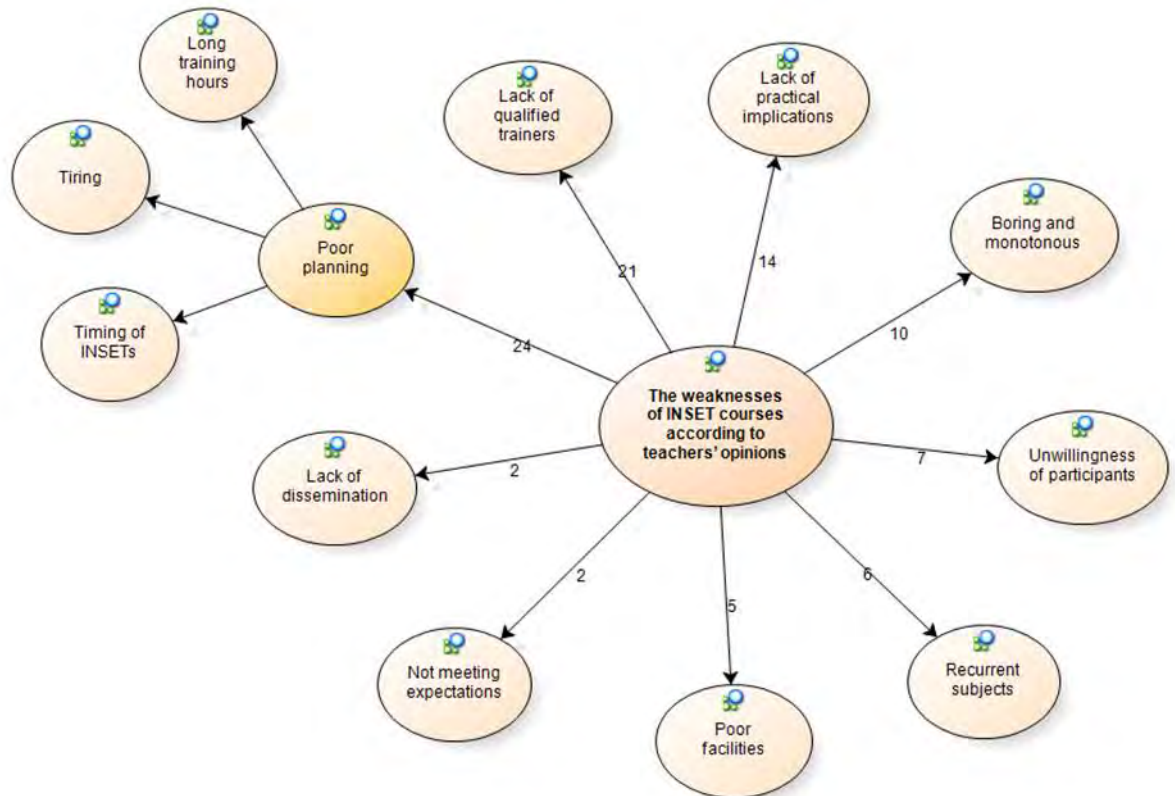 Long
training
hours
Lack of
qualified
trainers
Lack of
practical
implications
Tiring
Poor
planning
Boring and
monotonous
21
14
Timing of
INSETs
24
10
The weaknesses
of INSET courses
according to
teachers' opinions
Lack of
dissemination
2
7
Unwillingness
of participants
2
5
6
Not meeting
expectations
Poor
facilities
Recurrent
subjects